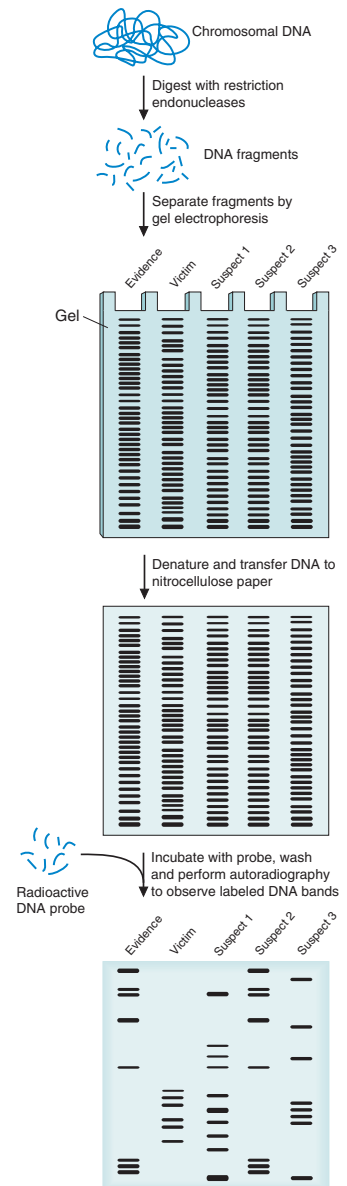 Chromosomal DNA
Digest with restriction
endonucleases
DNA fragments
Separate fragments by
gel electrophoresis
Evidence
Victim
Suspect 1
Suspect 2
Suspect 3
Gel
Denature and transfer DNA to
nitrocellulose paper
Radioactive
DNA probe
Incubate with probe, wash
and perform autoradiography
to observe labeled DNA bands
Evidence
Victim
Suspect 1
Suspect 2
Suspect 3